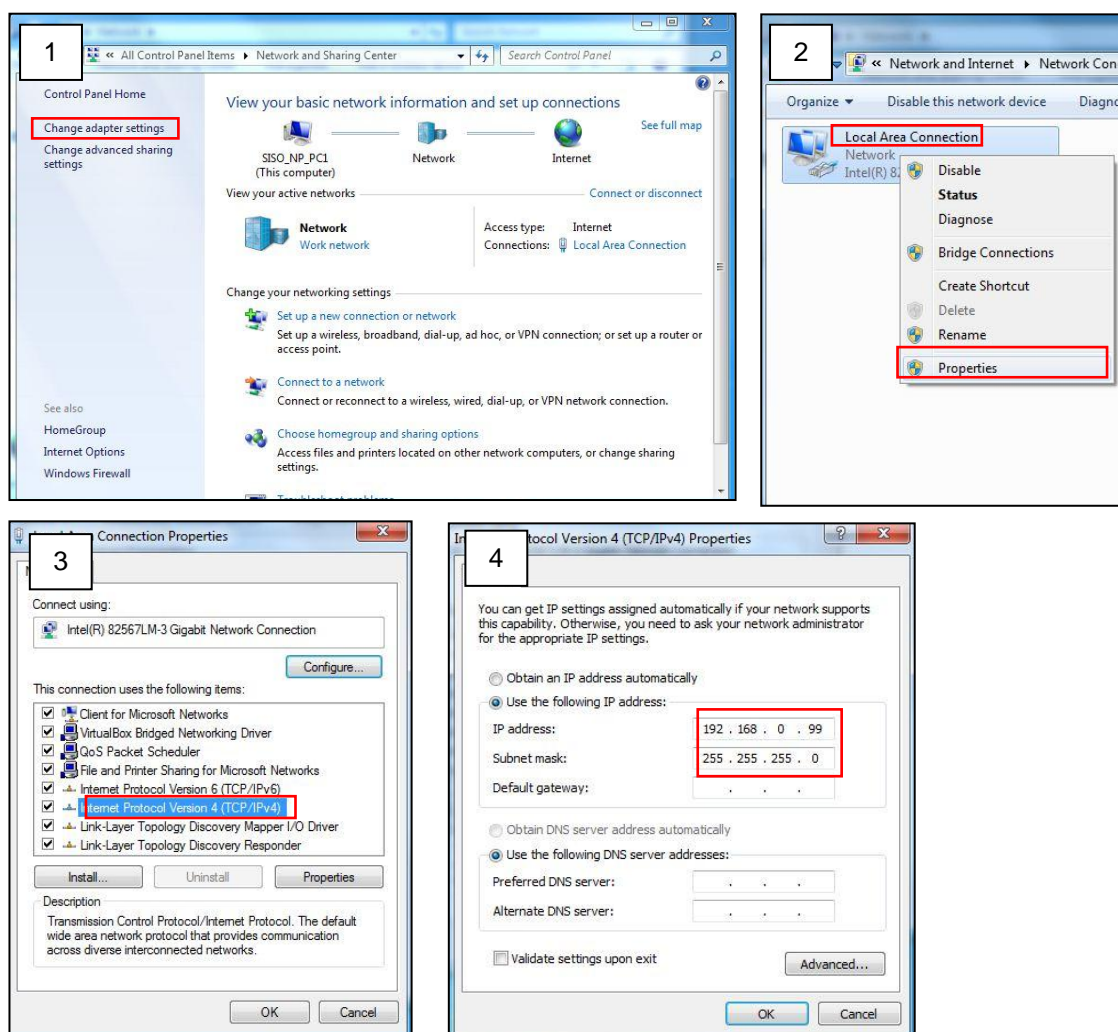 1
« All Control Panel Items ▸ Network and Sharing Center
Search Control Panel
Control Panel Home
Change adapter settings
Change advanced sharing
settings
See also
HomeGroup
Internet Options
Windows Firewall
View your basic network information and set up connections
See full map
SISO_NP_PC1
(This computer)
Network
Internet
View your active networks
Connect or disconnect
Network
Work network
Access type: Internet
Connections: Local Area Connection
Change your networking settings
Set up a new connection or network
Set up a wireless, broadband, dial-up, ad hoc, or VPN connection; or set up a router or
access point.
Connect to a network
Connect or reconnect to a wireless, wired, dial-up, or VPN network connection.
Choose homegroup and sharing options
Access files and printers located on other network computers, or change sharing
settings.
Troubleshoot problems
2
« Network and Internet ▸ Network Con
Organize Disable this network device Diagno
Local Area Connection
Network
Intel(R) 82
Disable
Status
Diagnose
Bridge Connections
Create Shortcut
Delete
Rename
Properties
3
Connection Properties
Connect using:
Intel(R) 82567LM-3 Gigabit Network Connection
Configure...
This connection uses the following items:
Client for Microsoft Networks
VirtualBox Bridged Networking Driver
QoS Packet Scheduler
File and Printer Sharing for Microsoft Networks
Internet Protocol Version 6 (TCP/IPv6)
Internet Protocol Version 4 (TCP/IPv4)
Link-Layer Topology Discovery Mapper I/O Driver
Link-Layer Topology Discovery Responder
Install... Uninstall Properties
Description
Transmission Control Protocol/Internet Protocol. The default
wide area network protocol that provides communication
across diverse interconnected networks.
OK Cancel
4
In tocol Version 4 (TCP/IPv4) Properties
You can get IP settings assigned automatically if your network supports
this capability. Otherwise, you need to ask your network administrator
for the appropriate IP settings.
Obtain an IP address automatically
Use the following IP address:
IP address: 192 . 168 . 0 . 99
Subnet mask: 255 . 255 . 255 . 0
Default gateway: . . .
Obtain DNS server address automatically
Use the following DNS server addresses:
Preferred DNS server: . . .
Alternate DNS server: . . .
Validate settings upon exit
Advanced...
OK Cancel